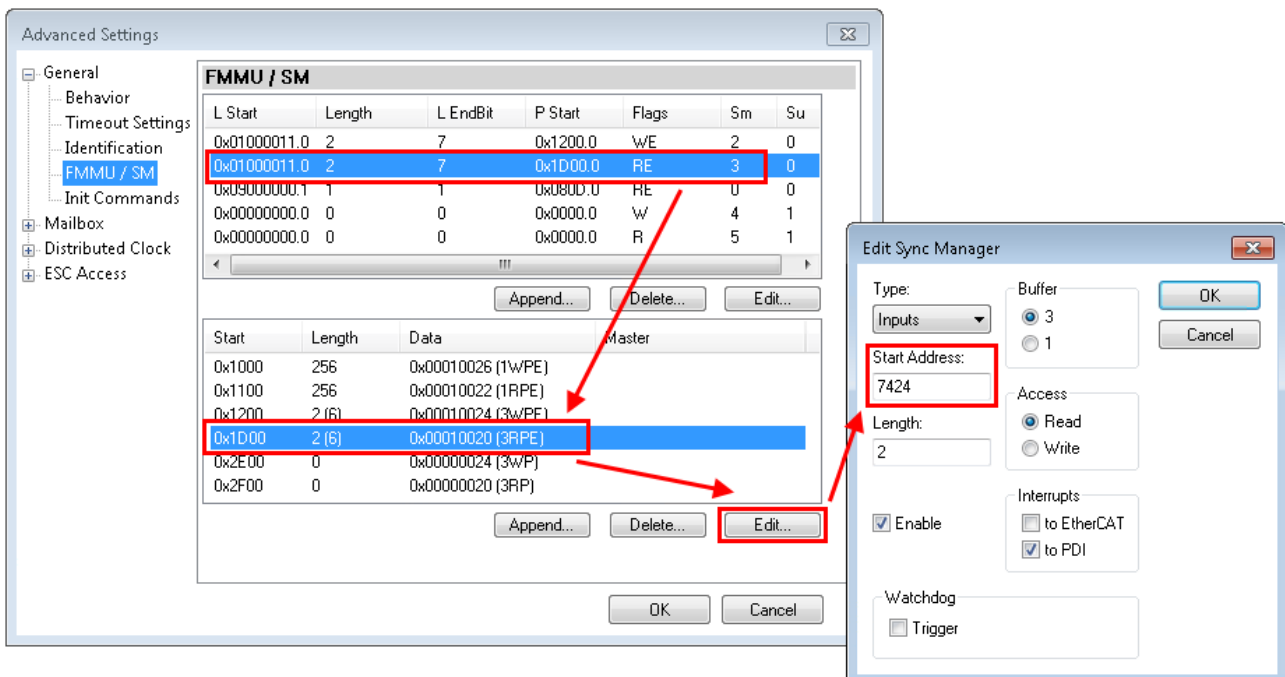 Advanced Settings
General
Behavior
Timeout Settings
Identification
FMMU / SM
Init Commands
Mailbox
Distributed Clock
ESC Access
FMMU / SM
L Start Length L EndBit P Start Flags Sm Su
0x01000011.0 2 7 0x1200.0 WE 2 0
0x01000011.0 2 7 0x1D00.0 RE 3 0
0x09000000.1 1 1 0x080D.0 RE 0 0
0x00000000.0 0 0 0x0000.0 W 4 1
0x00000000.0 0 0 0x0000.0 R 5 1
Append... Delete... Edit...
Start Length Data Master
0x1000 256 0x00010026 (1WPE)
0x1100 256 0x00010022 (1RPE)
0x1200 2 (6) 0x00010024 (3WPE)
0x1D00 2 (6) 0x00010020 (3RPE)
0x2E00 0 0x00000024 (3WP)
0x2F00 0 0x00000020 (3RP)
Append... Delete... Edit...
OK Cancel
Edit Sync Manager
Type:
Inputs
Start Address:
7424
Length:
2
Enable
Buffer
3
1
Access
Read
Write
Interrupts
to EtherCAT
to PDI
Watchdog
Trigger
OK
Cancel